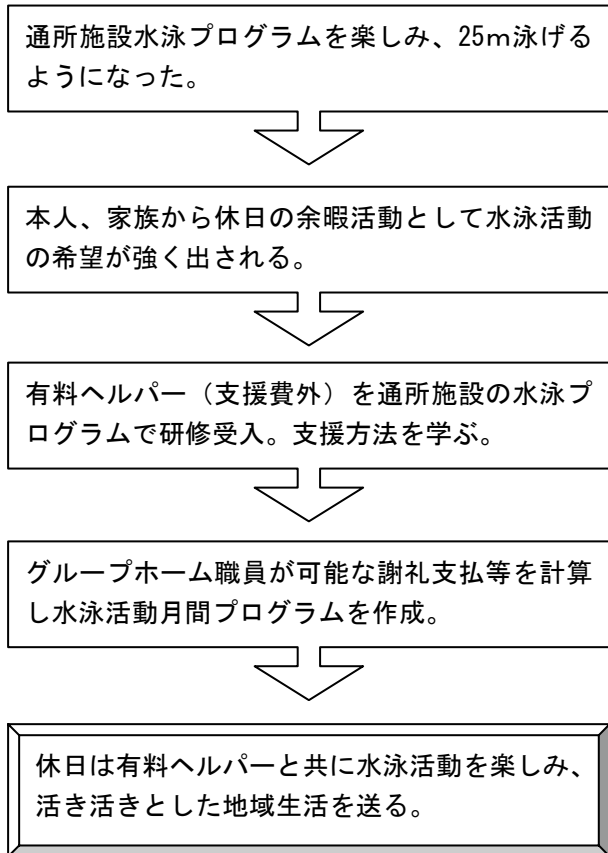 通所施設水泳プログラムを楽しみ、25m泳げる
ようになった。
本人、家族から休日の余暇活動として水泳活動
の希望が強く出される。
有料ヘルパー（支援費外）を通所施設の水泳プ
ログラムで研修受入。支援方法を学ぶ。
グループホーム職員が可能な謝礼支払等を計算
し水泳活動月間プログラムを作成。
休日は有料ヘルパーと共に水泳活動を楽しみ、
活き活きとした地域生活を送る。